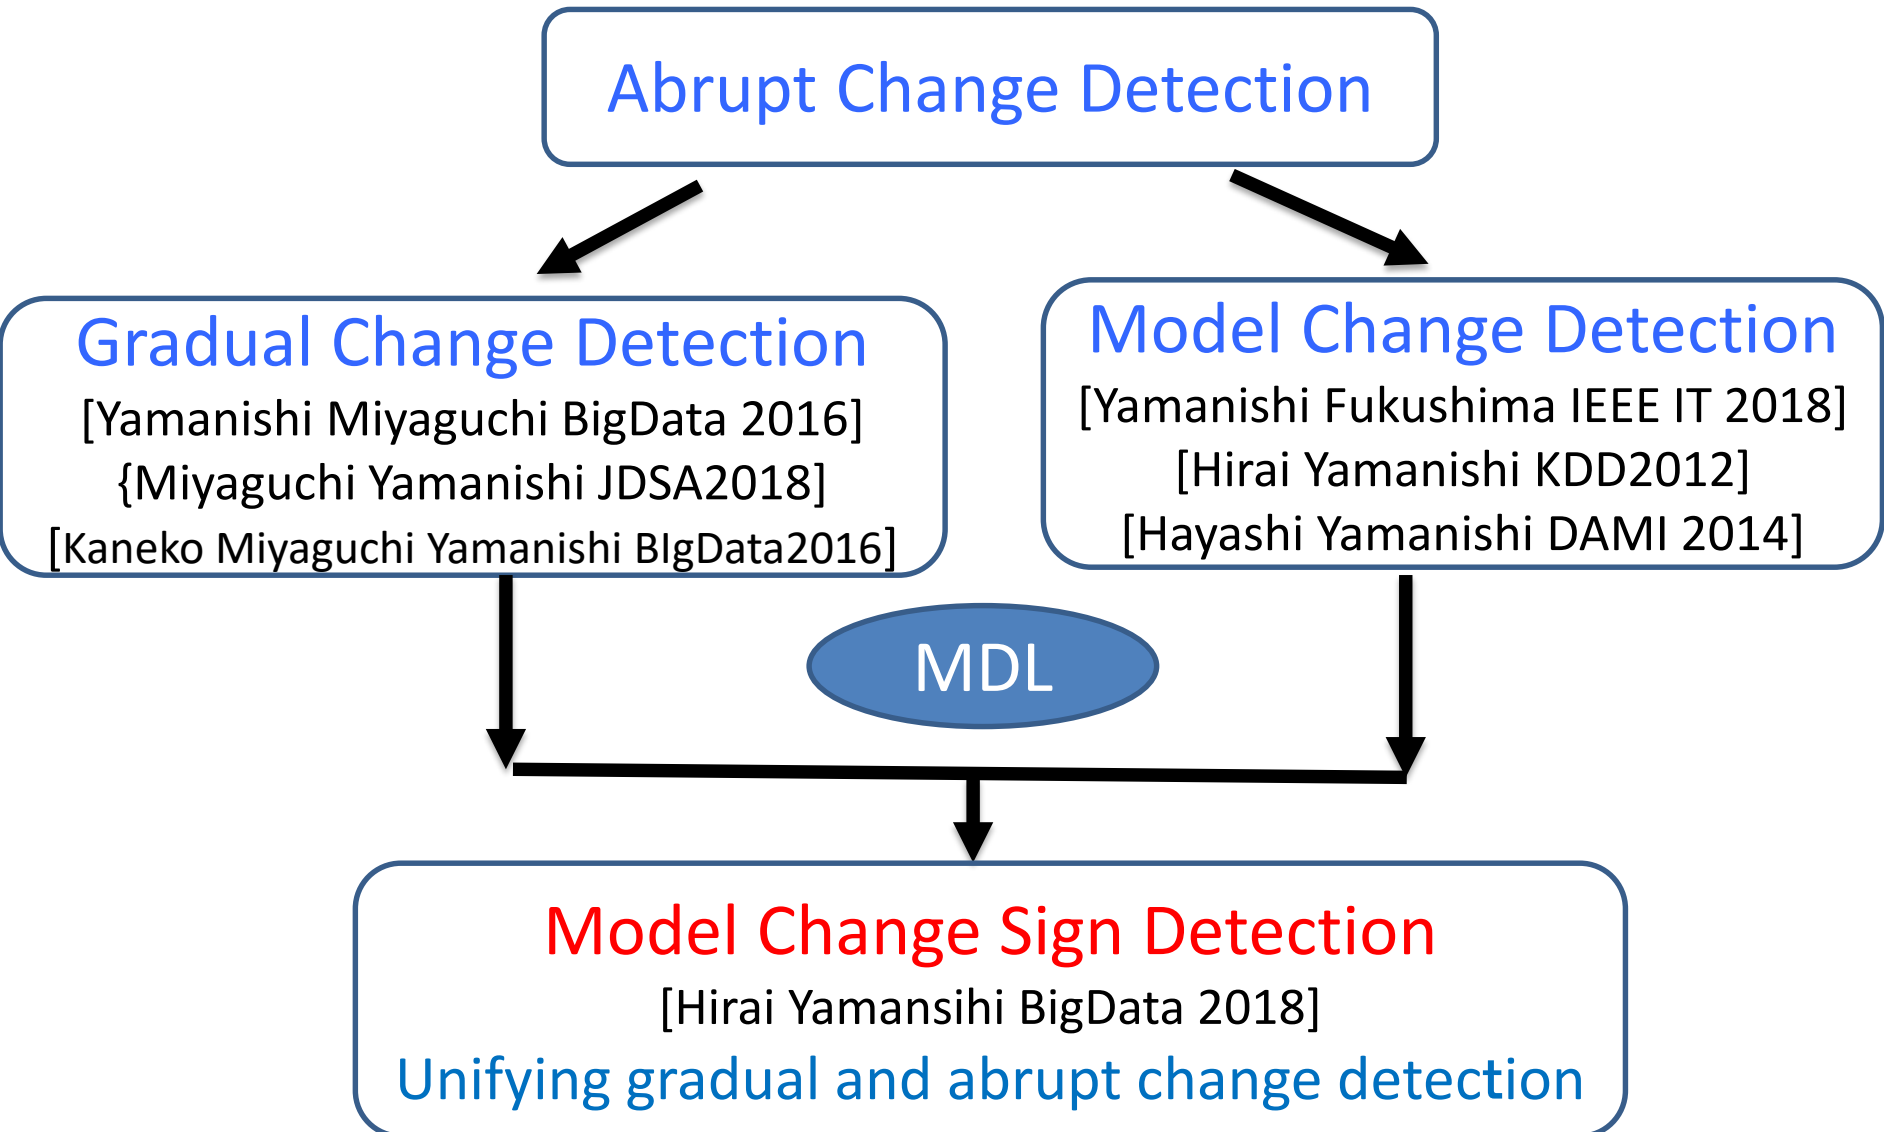 Abrupt Change Detection
Gradual Change Detection
[Yamanishi Miyaguchi BigData 2016]
{Miyaguchi Yamanishi JDSA2018]
[Kaneko Miyaguchi Yamanishi BIgData2016]
Model Change Detection
[Yamanishi Fukushima IEEE IT 2018]
[Hirai Yamanishi KDD2012]
[Hayashi Yamanishi DAMI 2014]
MDL
Model Change Sign Detection
[Hirai Yamansihi BigData 2018]
Unifying gradual and abrupt change detection